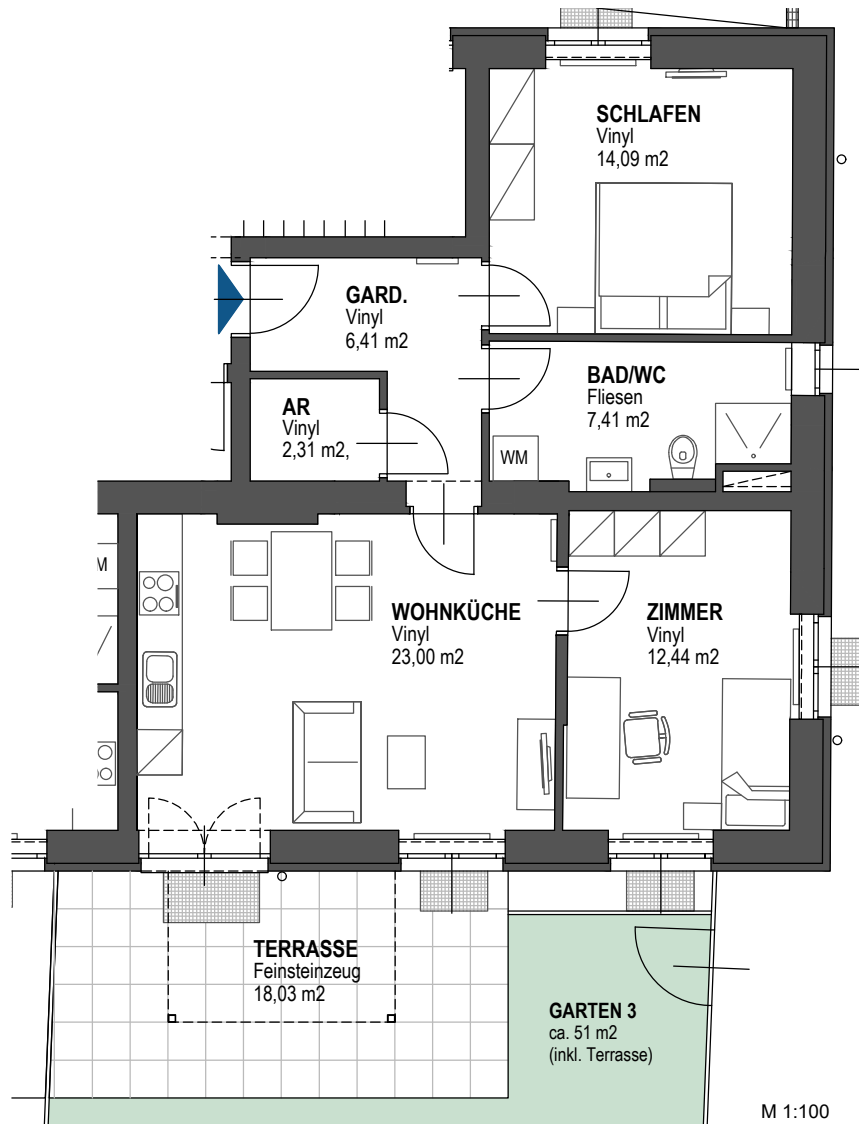 SCHLAFEN
Vinyl
14,09 m2
GARD.
Vinyl
6,41 m2
BAD/WC
Fliesen
7,41 m2
AR
Vinyl
2,31 m2,
WM
M
WOHNKÜCHE
Vinyl
23,00 m2
ZIMMER
Vinyl
12,44 m2
TERRASSE
Feinsteinzeug
18,03 m2
GARTEN 3
ca. 51 m2
(inkl. Terrasse)
M 1:100